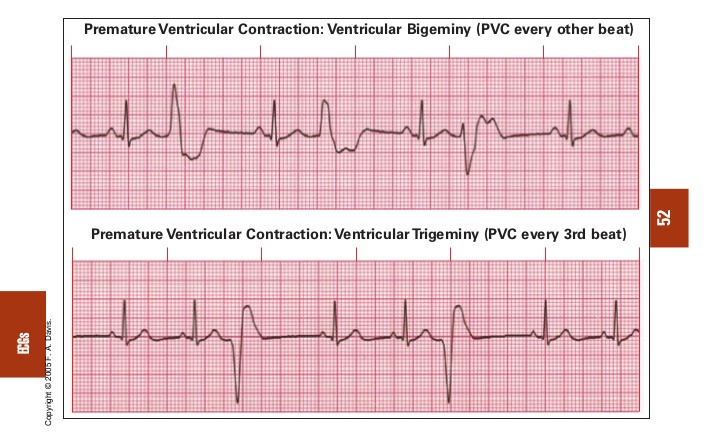 Premature Ventricular Contraction: Ventricular Bigeminy (PVC every other beat)
Premature Ventricular Contraction: Ventricular Trigeminy (PVC every 3rd beat)
52
ECGs
Copyright © 2005 F. A. Davis.